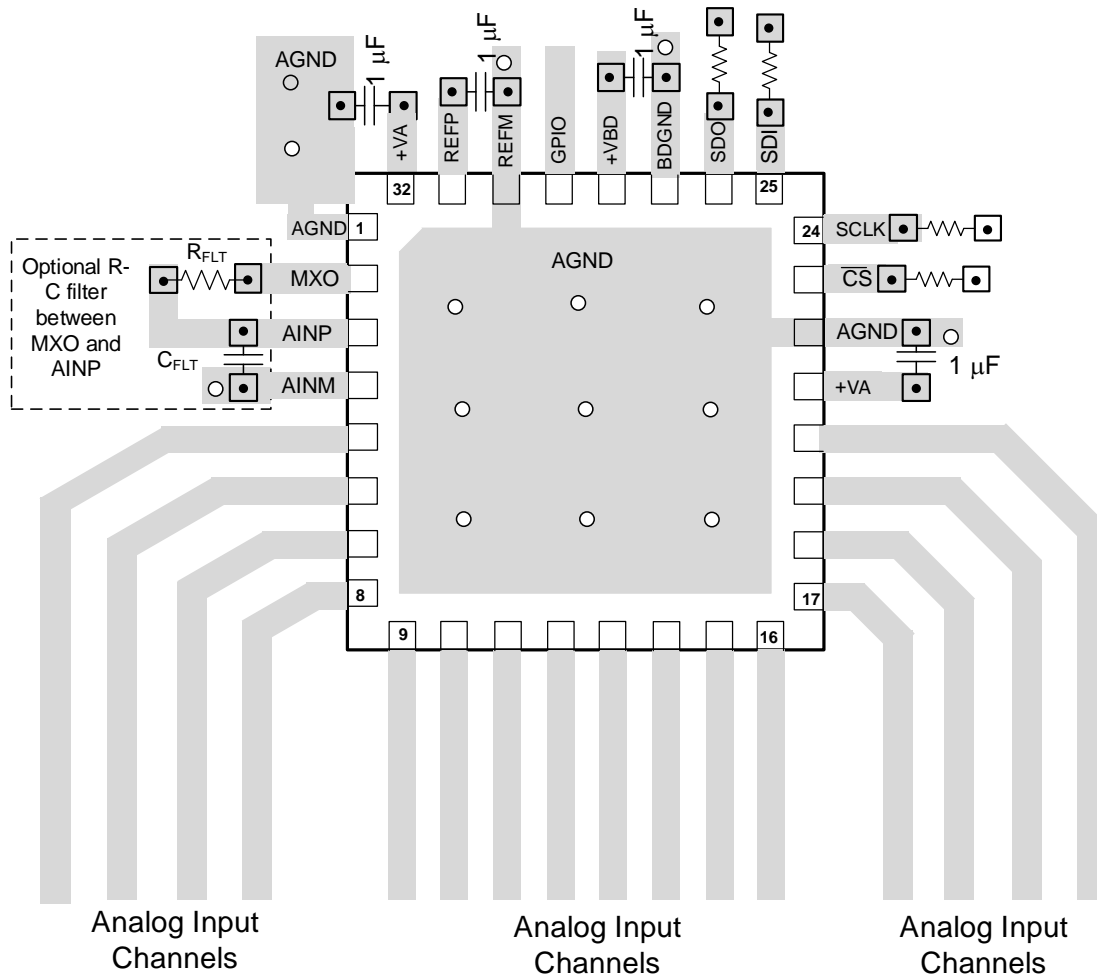 AGND
1 μF
1 μF
1 μF
+VA
REFP
REFM
GPIO
+VBD
BDGND
SDO
SDI
32
25
AGND
1
24
SCLK
Optional R-
C filter
between
MXO and
AINP
RFLT
MXO
AGND
CS
AINP
AGND
CFLT
1 μF
AINM
+VA
8
17
9
16
Analog Input
Channels
Analog Input
Channels
Analog Input
Channels